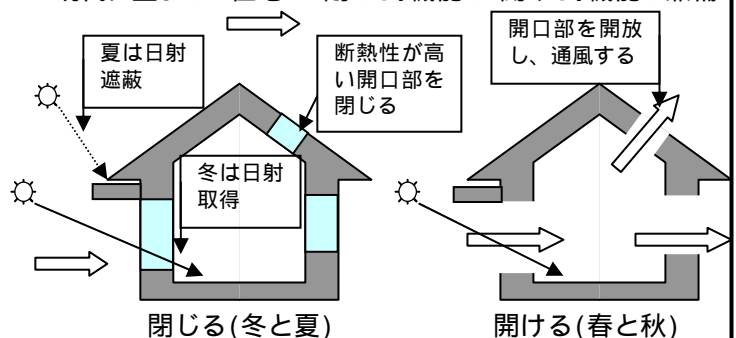 夏は日射
遮蔽
断熱性が高
い開口部を
閉じる
開口部を開放
し、通風する
冬は日射
取得
閉じる(冬と夏)
開ける(春と秋)